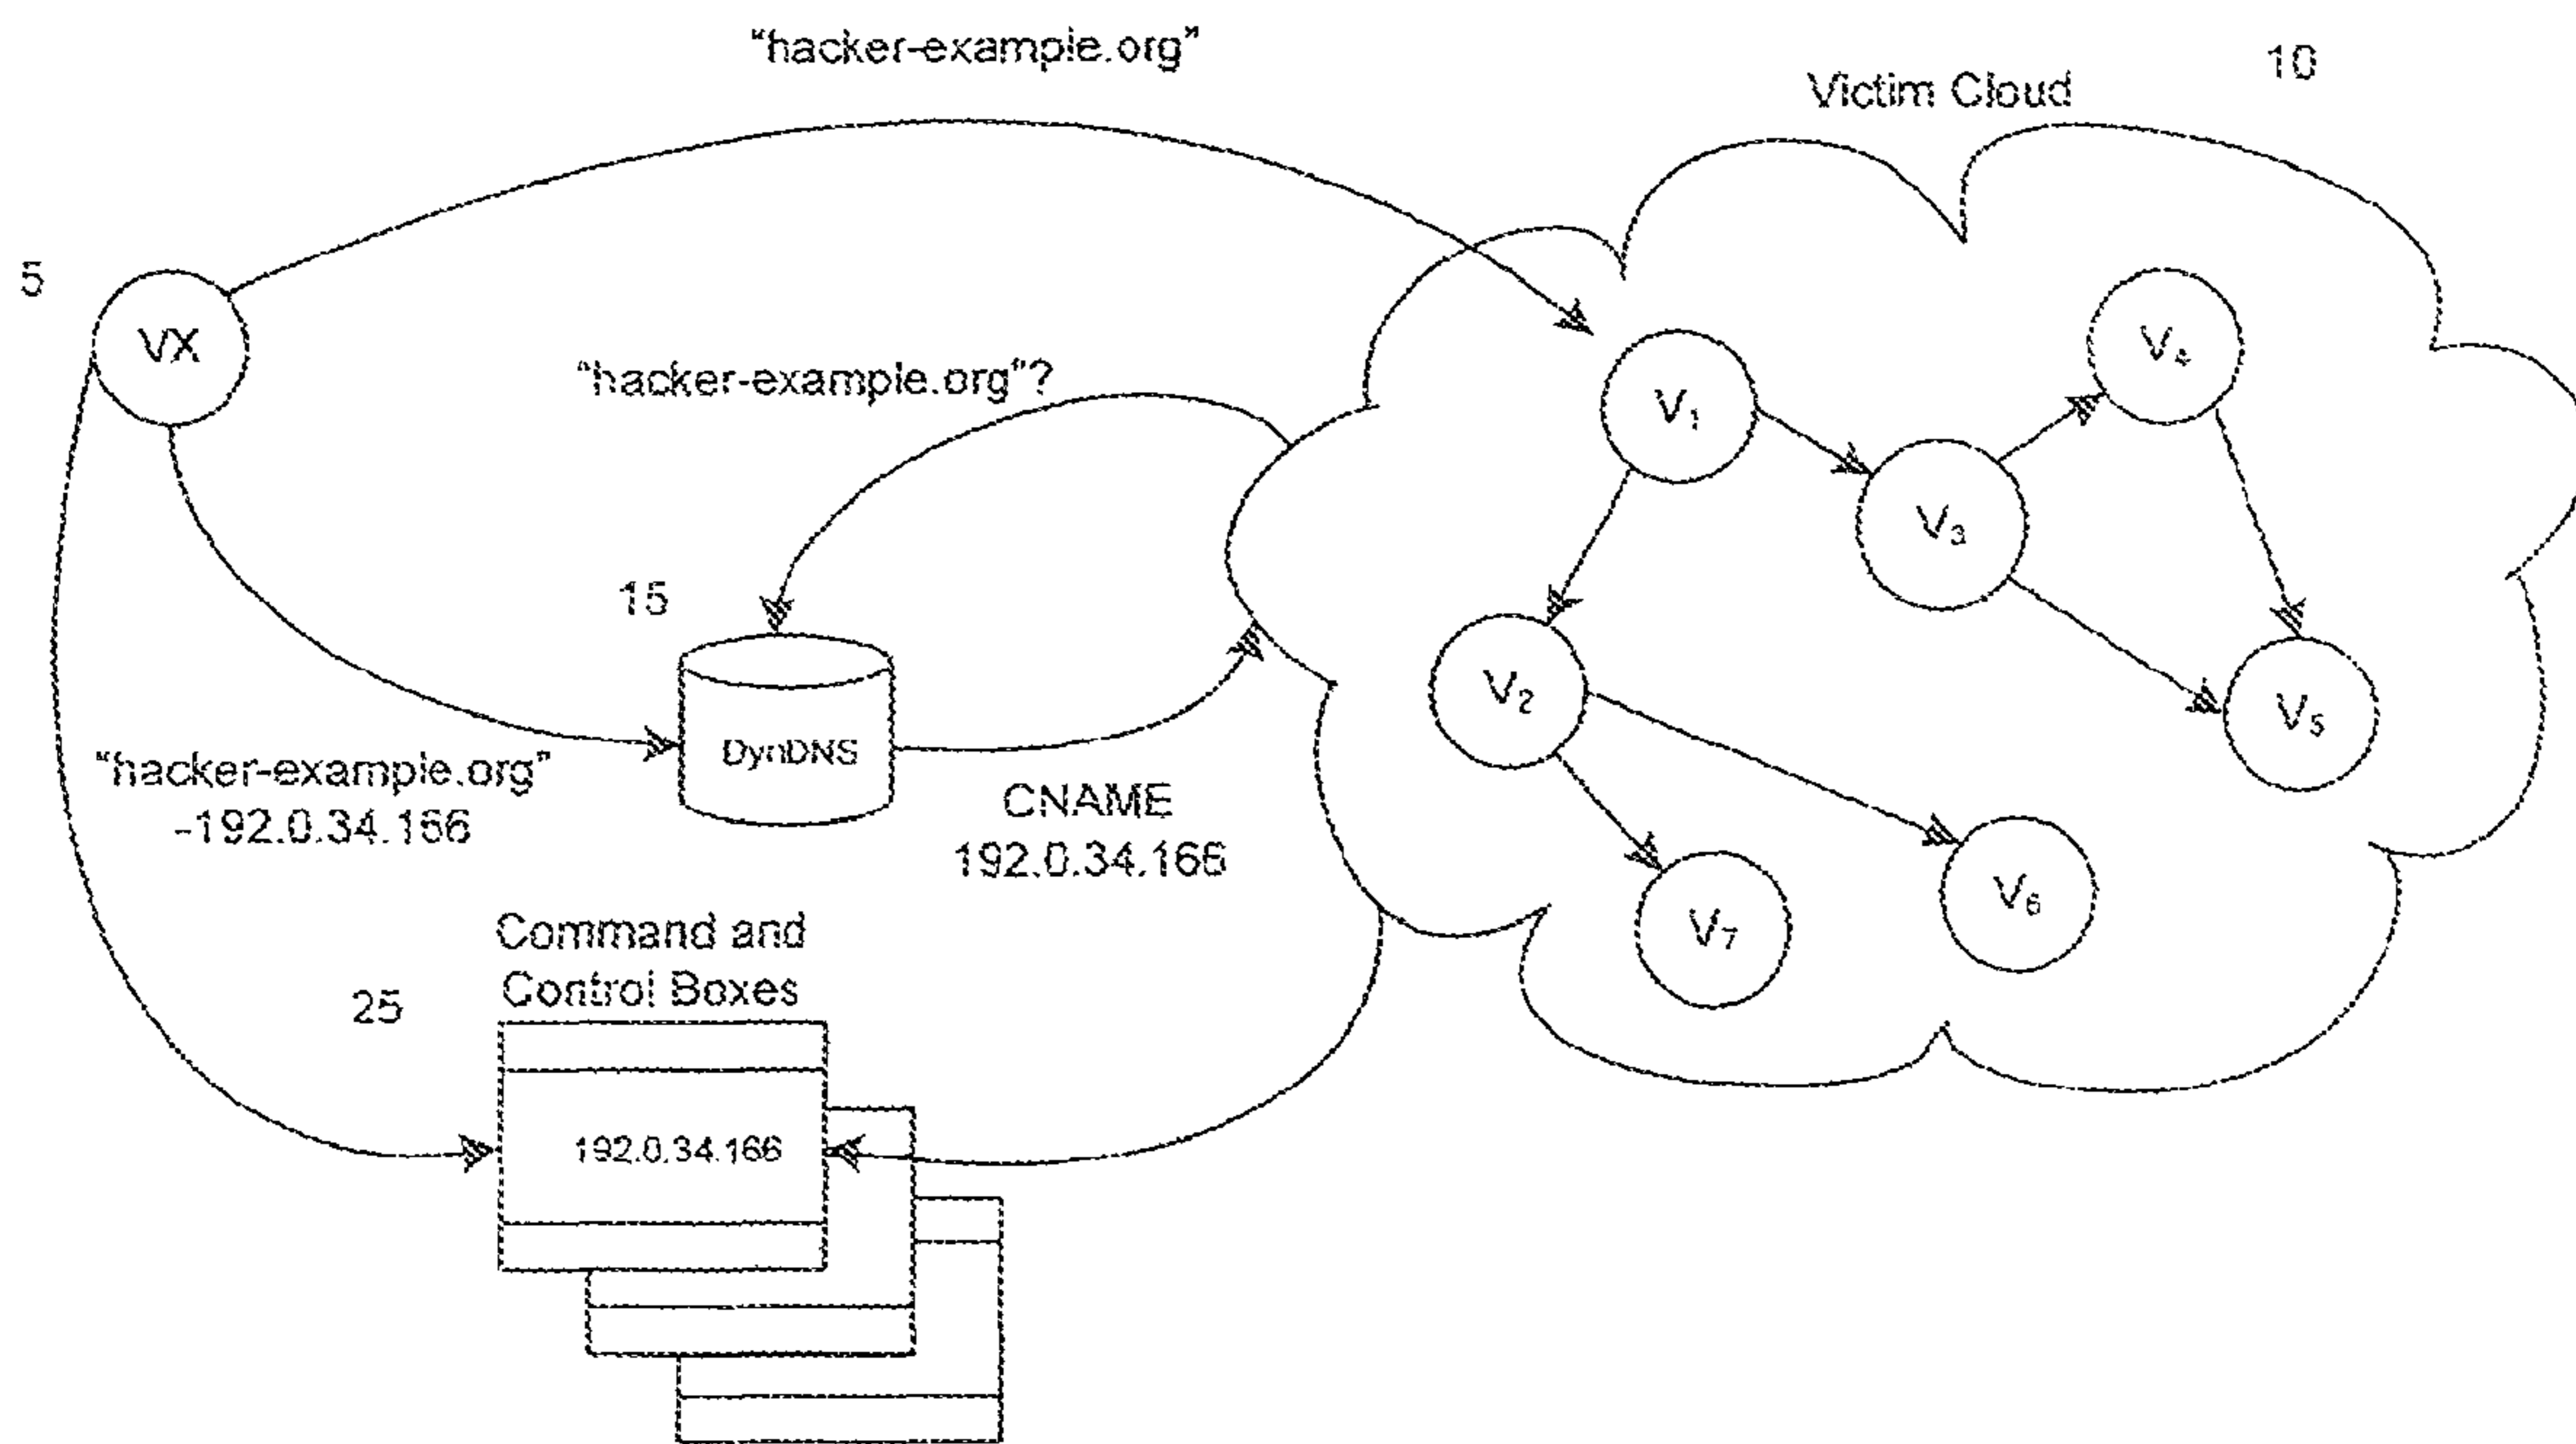 "hacker-example.org"
10
Victim Cloud
5
VX
"hacker-example.org"?
V₁
V₄
V₃
15
V₂
V₅
DynDNS
"hacker-example.org"
-192.0.34.166
CNAME
192.0.34.166
V₆
V₇
Command and
Control Boxes
25
192.0.34.166